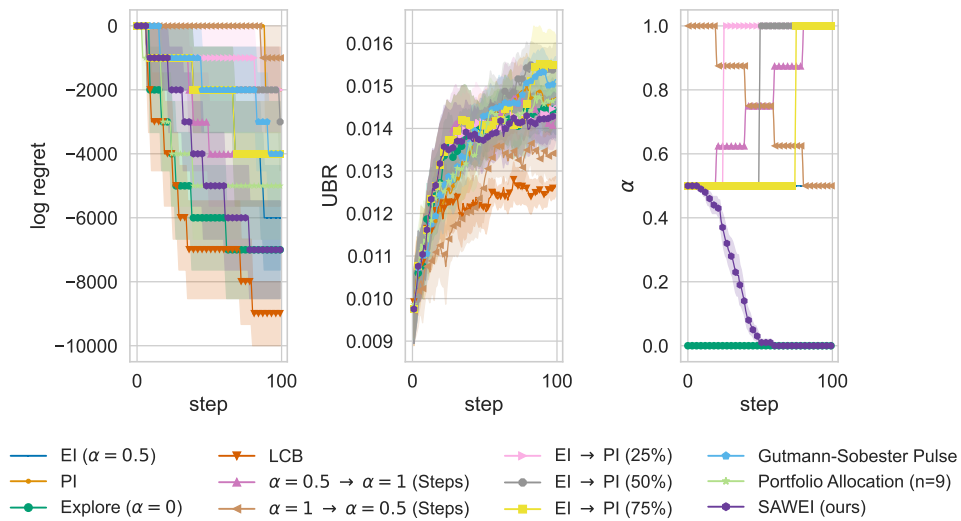 0
−2000
−4000
−6000
−8000
−10000
log regret
0
100
step
0.016
0.015
0.014
0.013
0.012
0.011
0.010
0.009
UBR
0
100
step
1.0
0.8
0.6
0.4
0.2
0.0
α
0
100
step
EI (α = 0.5)
PI
Explore (α = 0)
LCB
α = 0.5 → α = 1 (Steps)
α = 1 → α = 0.5 (Steps)
EI → PI (25%)
EI → PI (50%)
EI → PI (75%)
Gutmann-Sobester Pulse
Portfolio Allocation (n=9)
SAWEI (ours)